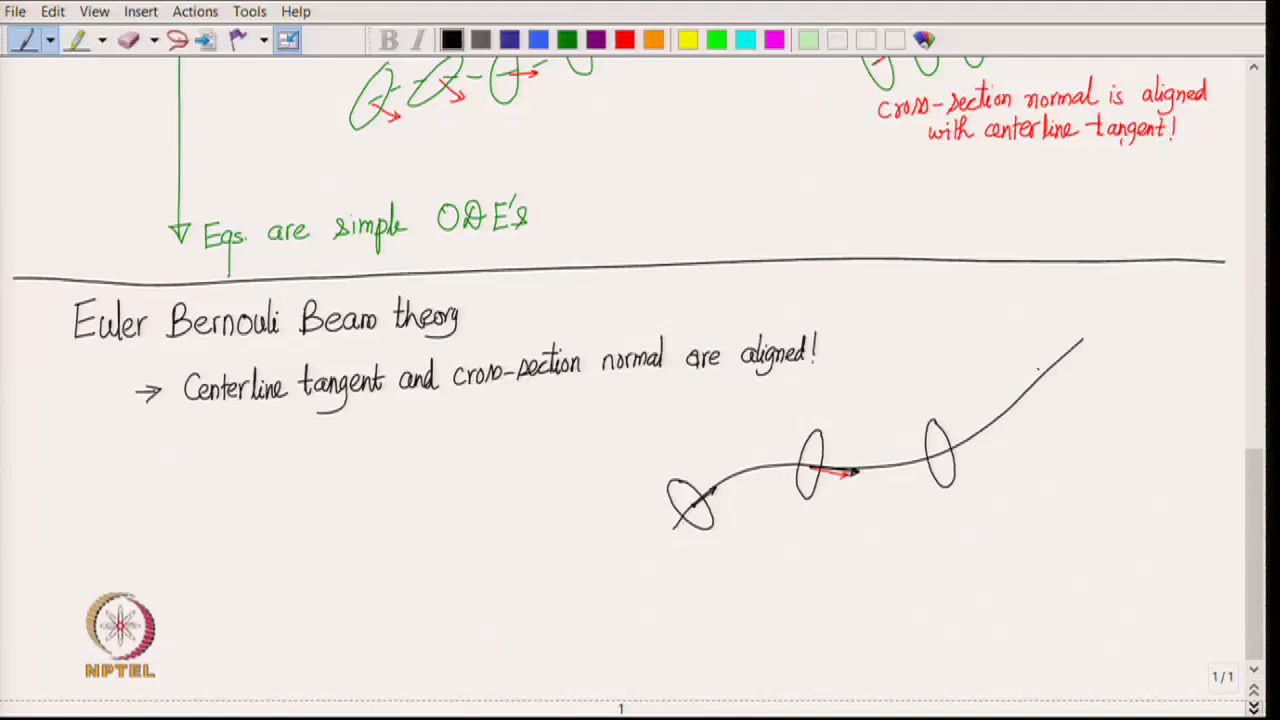 File Edit View Insert Actions Tools Help
B I
cross-section normal is aligned
with centerline tangent!
Eqs. are simple ODE's
Euler Bernouli Beam theory
→ Centerline tangent and cross-section normal are aligned!
NPTEL
1/1
1